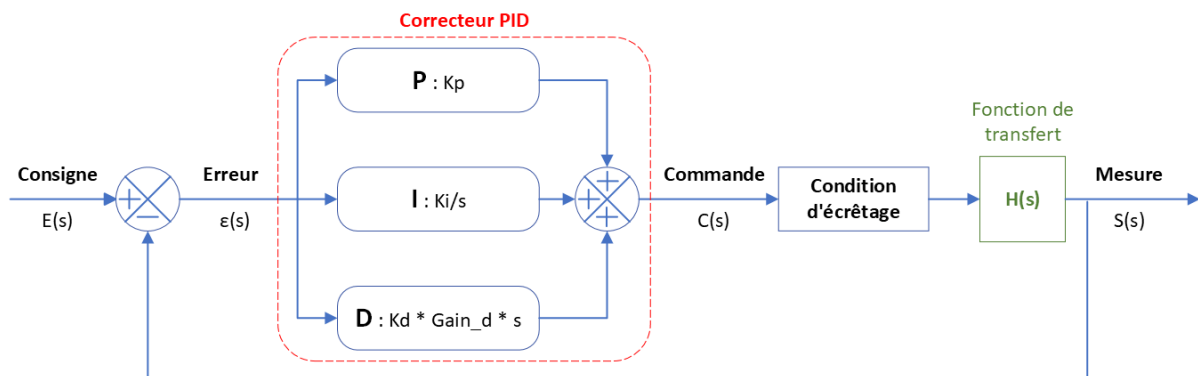 Correcteur PID
P : Kp
Fonction de
transfert
Consigne
Erreur
Commande
Mesure
+
−
I : Ki/s
+
+
+
Condition
d'écrêtage
H(s)
E(s)
ε(s)
C(s)
S(s)
D : Kd * Gain_d * s